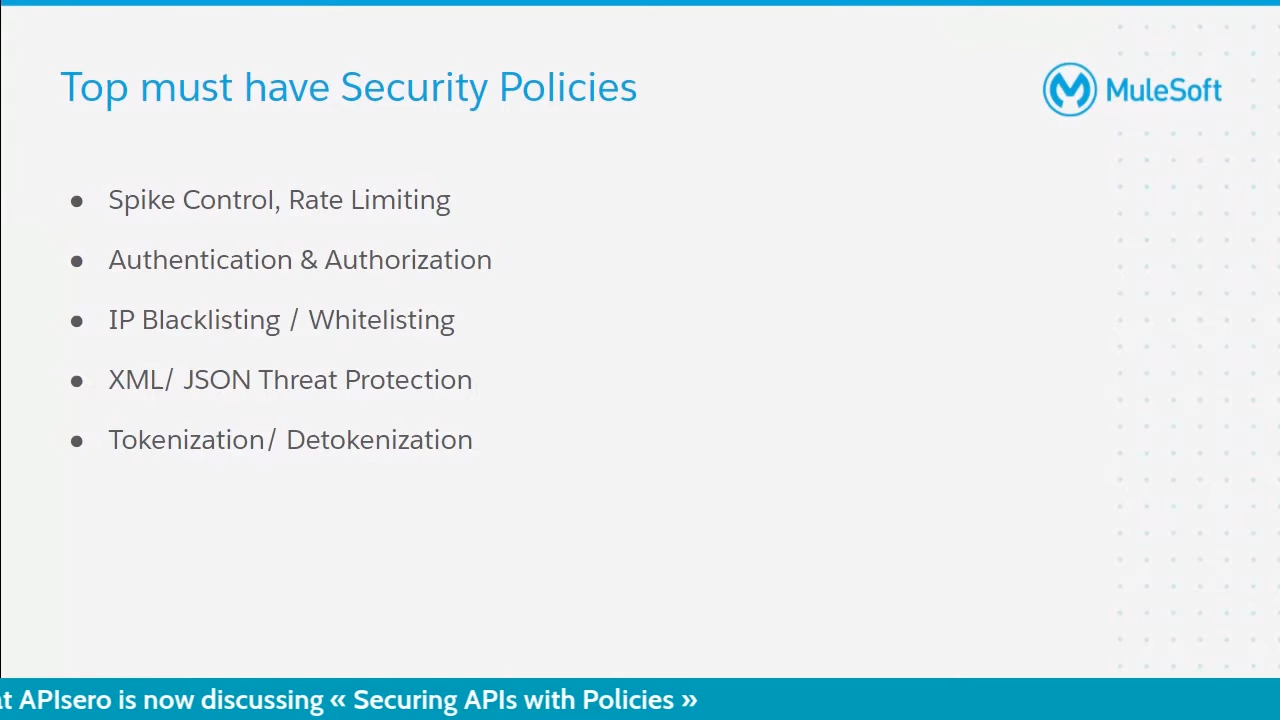 Top must have Security Policies
MuleSoft
● Spike Control, Rate Limiting
● Authentication & Authorization
● IP Blacklisting / Whitelisting
● XML/ JSON Threat Protection
● Tokenization/ Detokenization
APIsero is now discussing « Securing APIs with Policies »